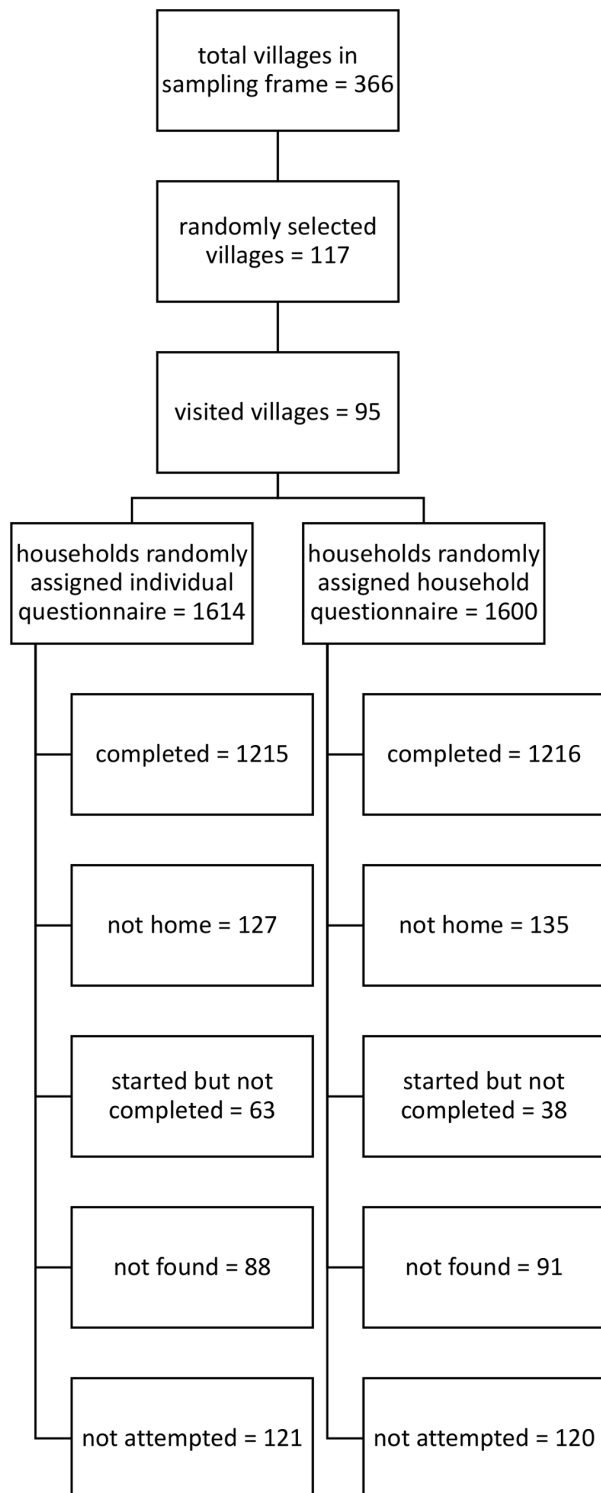 total villages in
sampling frame = 366
randomly selected
villages = 117
visited villages = 95
households randomly
assigned individual
questionnaire = 1614
households randomly
assigned household
questionnaire = 1600
completed = 1215
completed = 1216
not home = 127
not home = 135
started but not
completed = 63
started but not
completed = 38
not found = 88
not found = 91
not attempted = 121
not attempted = 120